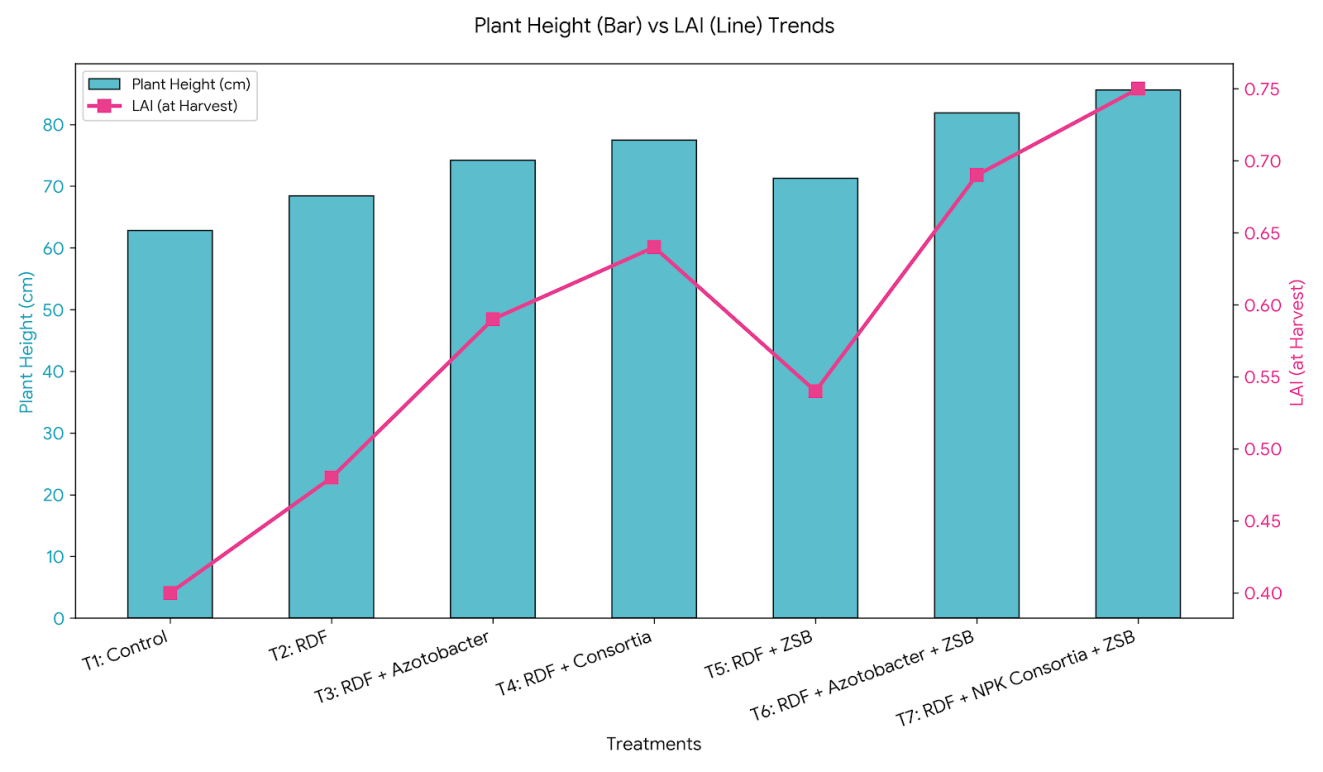 Plant Height (Bar) vs LAI (Line) Trends
Plant Height (cm)
LAI (at Harvest)
Plant Height (cm)
80
70
60
50
40
30
20
10
0
LAI (at Harvest)
0.75
0.70
0.65
0.60
0.55
0.50
0.45
0.40
T1: Control
T2: RDF
T3: RDF + Azotobacter
T4: RDF + Consortia
T5: RDF + ZSB
T6: RDF + Azotobacter + ZSB
T7: RDF + NPK Consortia + ZSB
Treatments